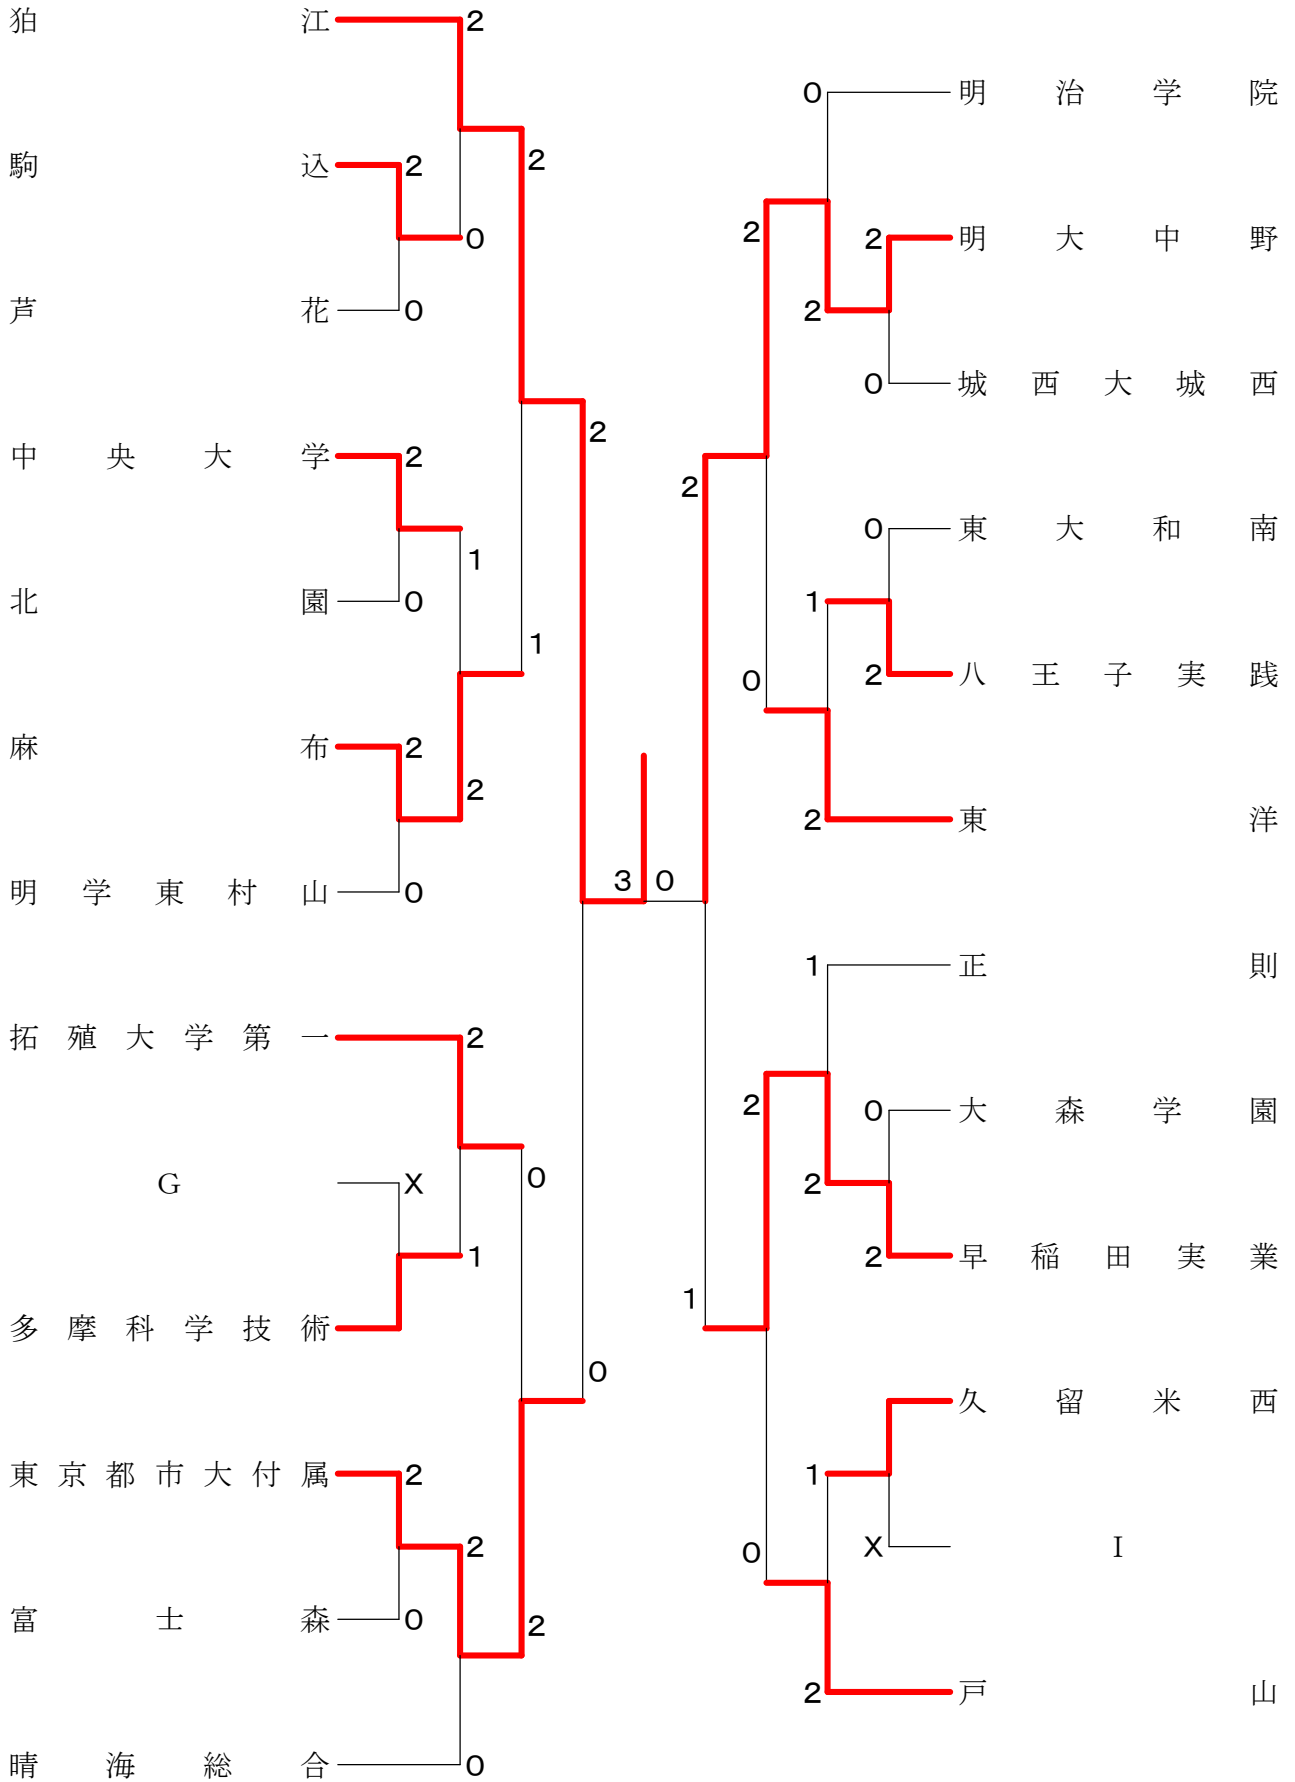 狛江
2
駒込
2
2
0
芦花
0
中央大学
2
2
1
北園
0
1
麻布
2
2
明学東村山
0
拓殖大学第一
2
G
X
0
1
多摩科学技術
0
東京都市大付属
2
2
富士森
0
2
晴海総合
0
3 0
0
明治学院
2
2
明大中野
2
0
城西大城西
2
0
東大和南
1
0
2
八王子実践
2
東洋
1
正則
2
0
大森学園
2
2
早稲田実業
1
久留米西
1
0
X
I
2
戸山